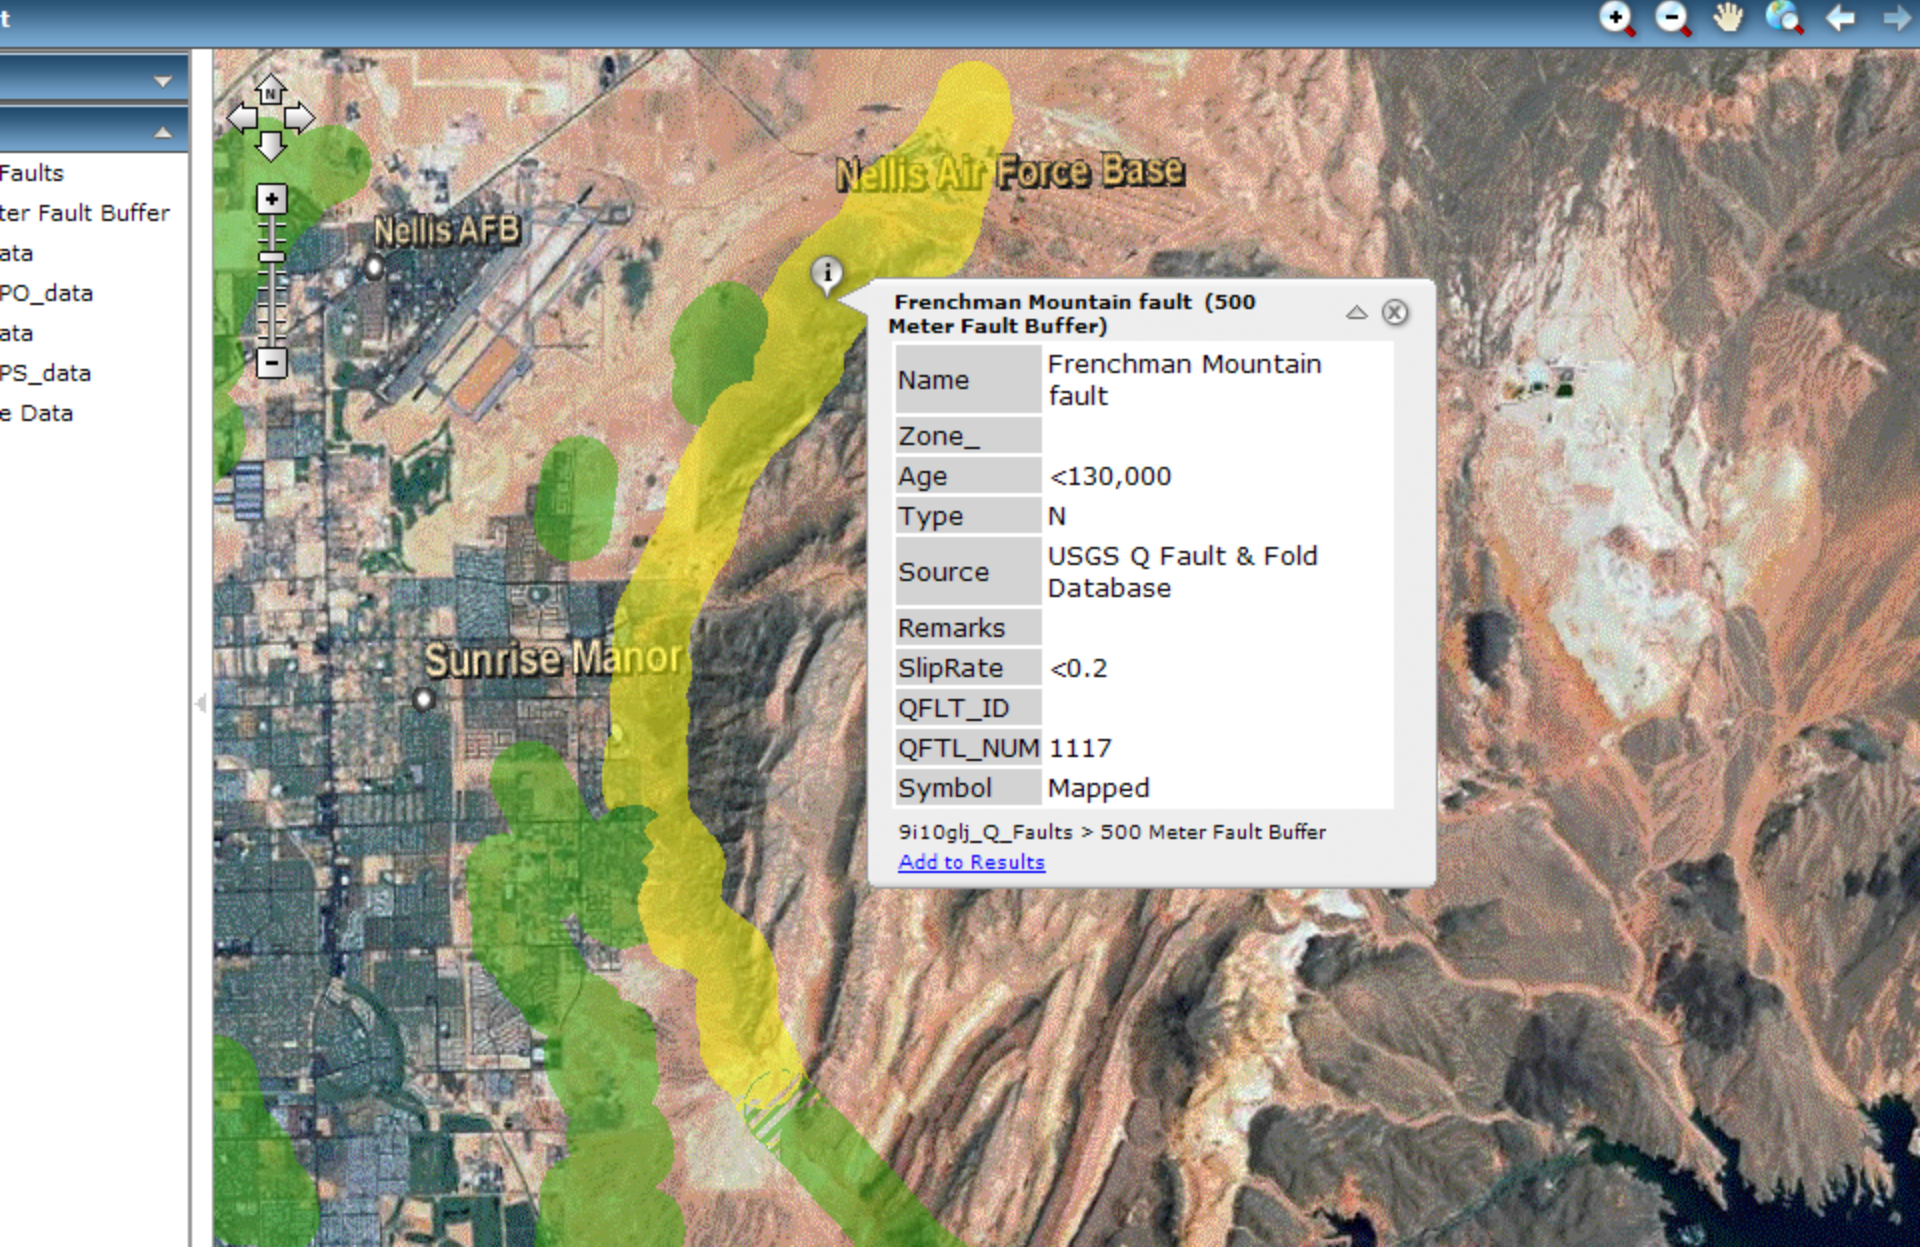 t
Faults
ter Fault Buffer
ata
PO_data
ata
PS_data
e Data
N
Nellis Air Force Base
Nellis AFB
i
Frenchman Mountain fault (500
Meter Fault Buffer)
Name Frenchman Mountain
fault
Zone_
Age <130,000
Type N
Source USGS Q Fault & Fold
Database
Remarks
SlipRate <0.2
QFLT_ID
QFTL_NUM 1117
Symbol Mapped
9i10glj_Q_Faults > 500 Meter Fault Buffer
Add to Results
Sunrise Manor